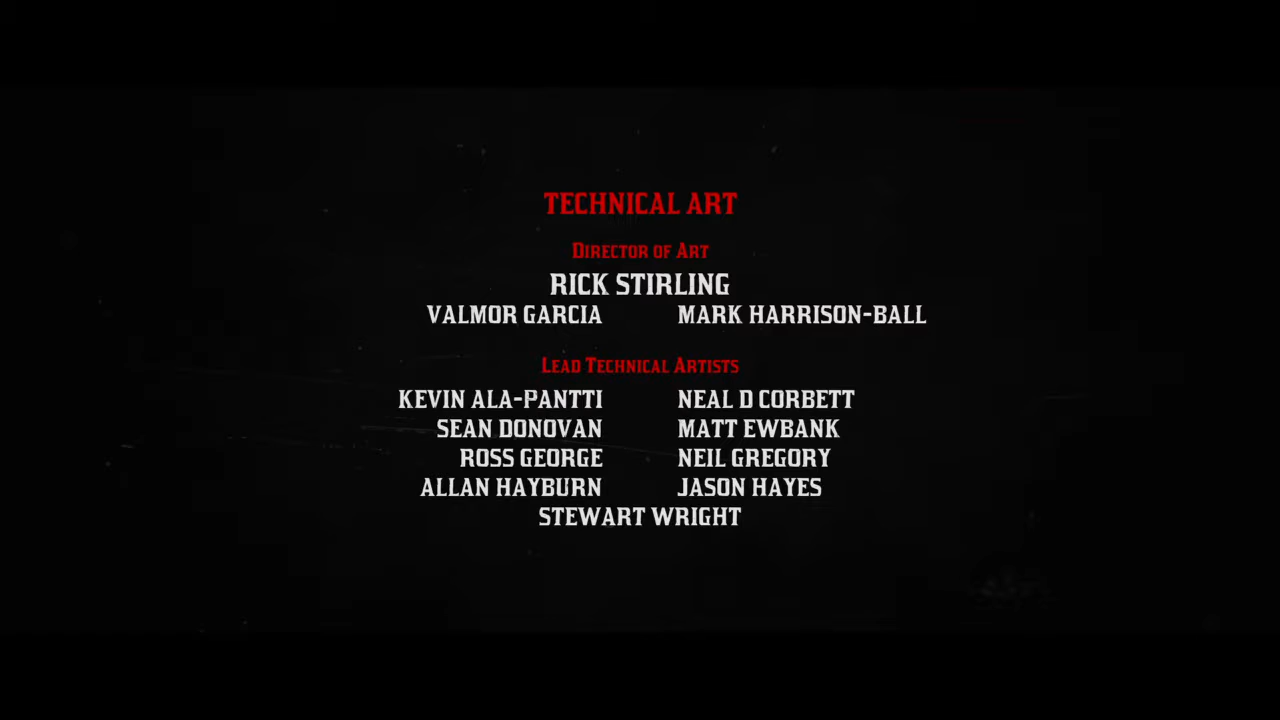 TECHNICAL ART
DIRECTOR OF ART
RICK STIRLING
VALMOR GARCIA MARK HARRISON-BALL
LEAD TECHNICAL ARTISTS
KEVIN ALA-PANTTI NEAL D CORBETT
SEAN DONOVAN MATT EWBANK
ROSS GEORGE NEIL GREGORY
ALLAN HAYBURN JASON HAYES
STEWART WRIGHT